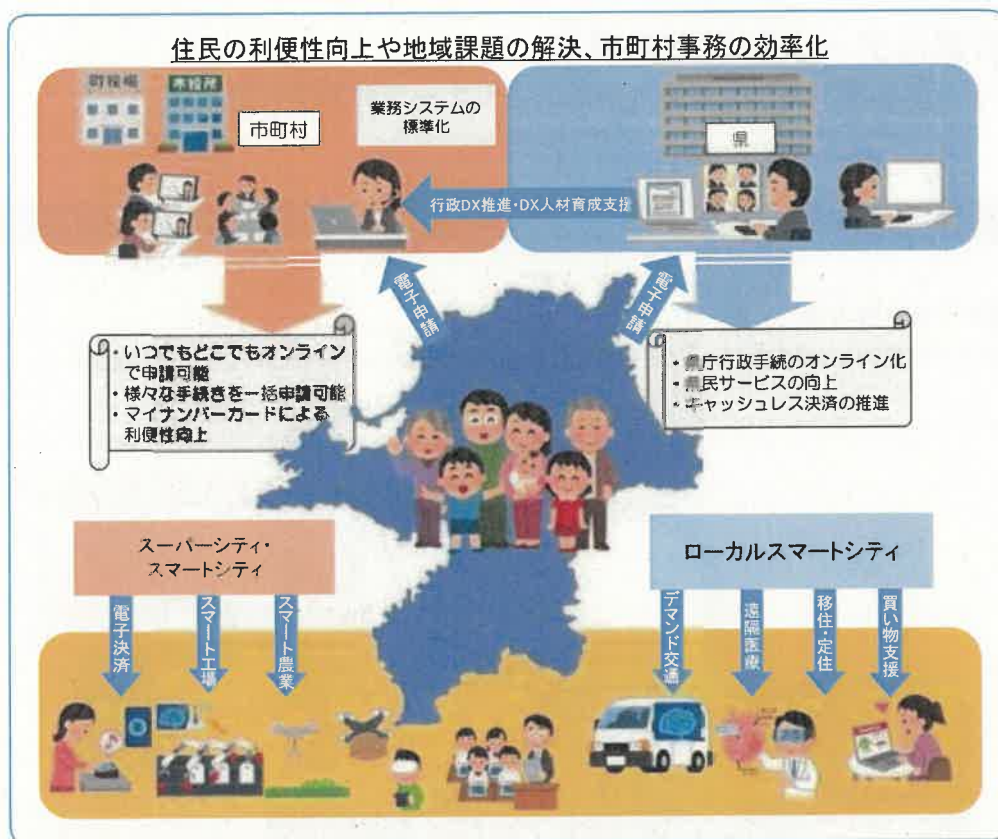 住民の利便性向上や地域課題の解決、市町村事務の効率化
町役場
市役所
市町村
業務システムの
標準化
県
行政DX推進・DX人材育成支援
電子申請
電子申請
・いつでもどこでもオンライン
で申請可能
・様々な手続きを一括申請可能
・マイナンバーカードによる
利便性向上
・県庁行政手続のオンライン化
・県民サービスの向上
・キャッシュレス決済の推進
スーパーシティ・
スマートシティ
ローカルスマートシティ
電子決済
スマート工場
スマート農業
デマンド交通
遠隔医療
移住・定住
買い物支援